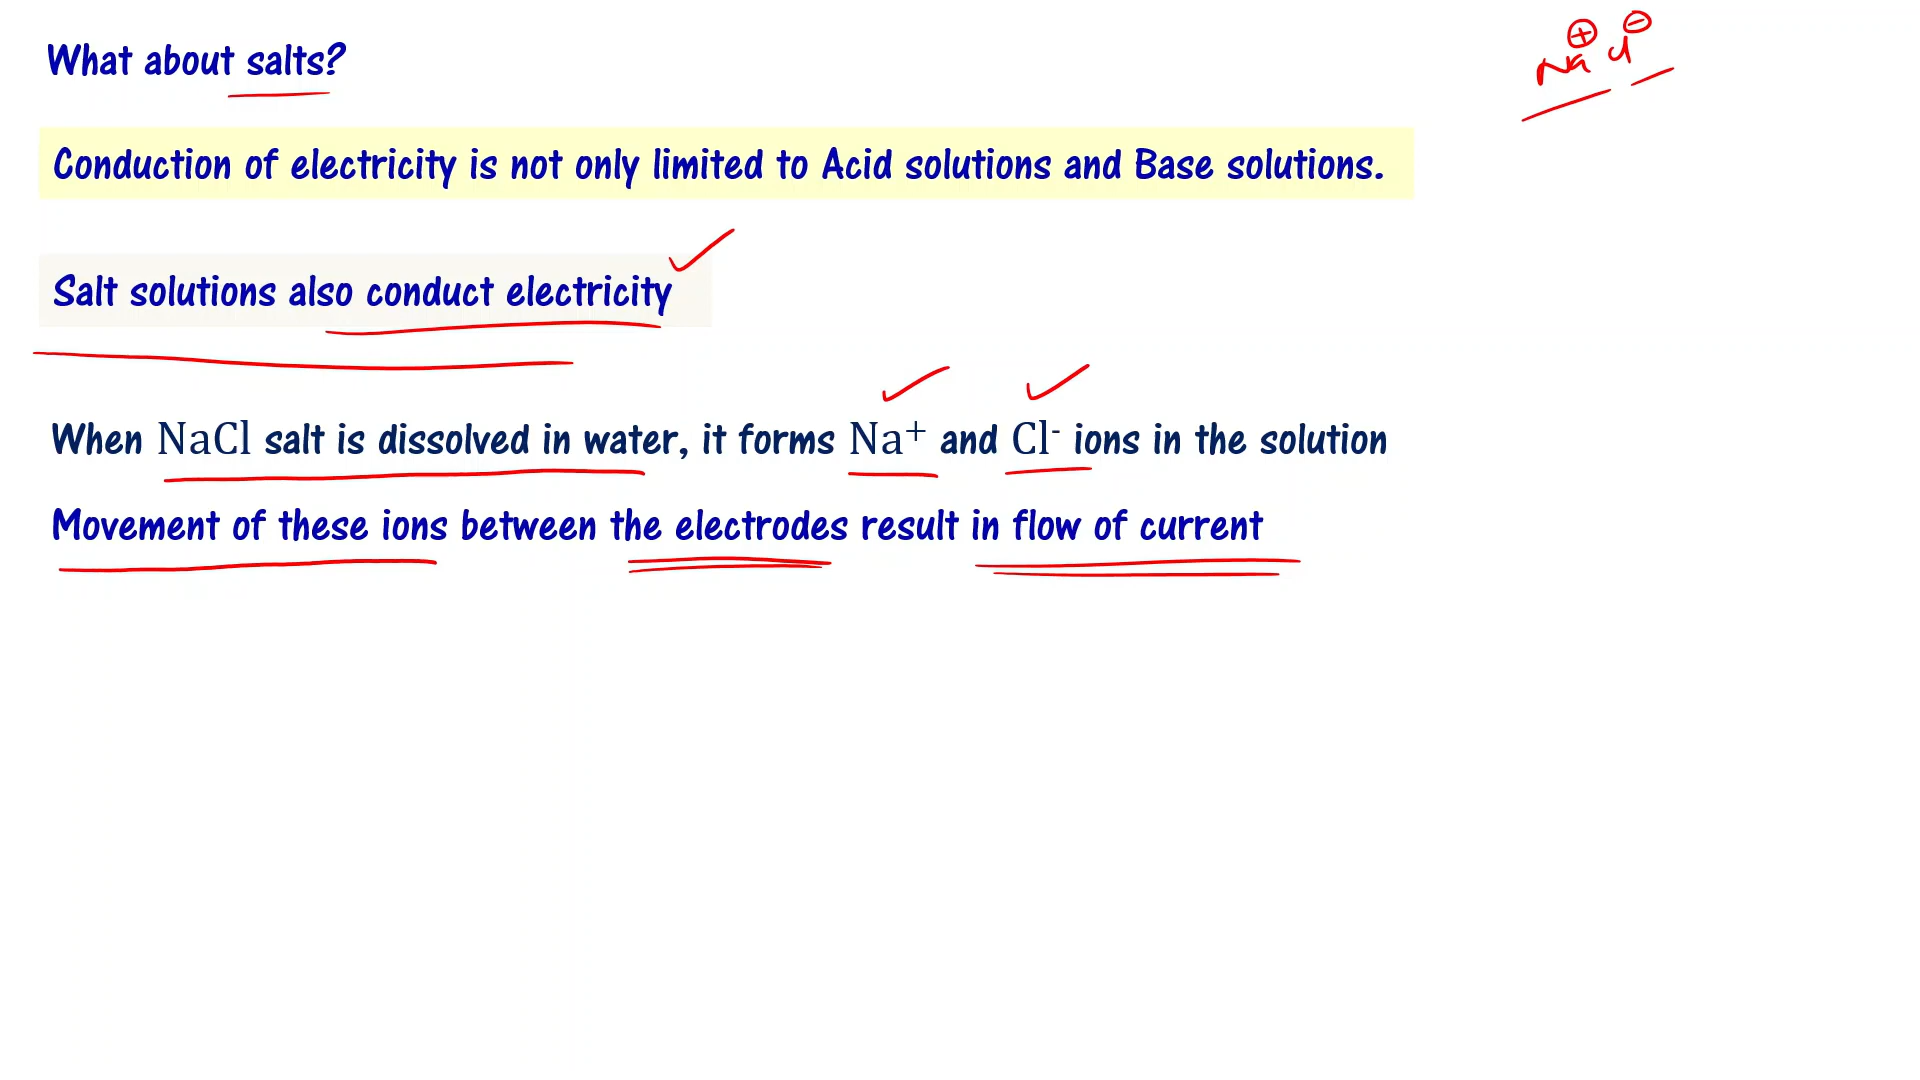 What about salts?
Na⊕ Cl⊖
Conduction of electricity is not only limited to Acid solutions and Base solutions.
Salt solutions also conduct electricity
When NaCl salt is dissolved in water, it forms Na⁺ and Cl⁻ ions in the solution
Movement of these ions between the electrodes result in flow of current